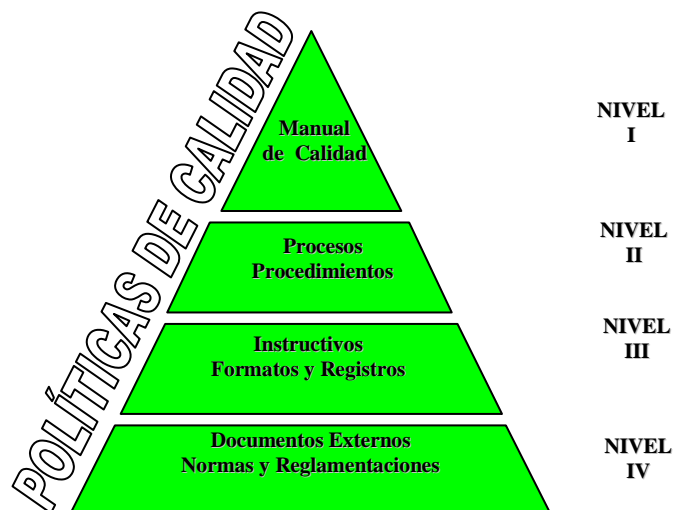 POLÍTICAS DE CALIDAD
Manual
de Calidad
NIVEL
I
Procesos
Procedimientos
NIVEL
II
Instructivos
Formatos y Registros
NIVEL
III
Documentos Externos
Normas y Reglamentaciones
NIVEL
IV